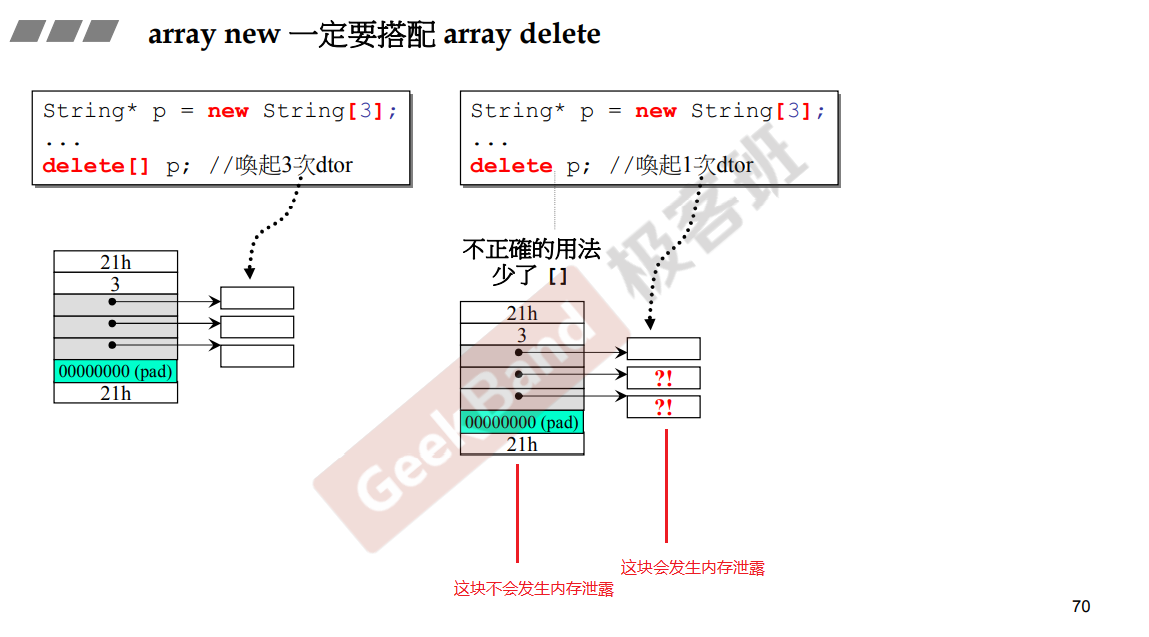 array new 一定要搭配 array delete
String* p = new String[3];
...
delete[] p; //喚起3次dtor
String* p = new String[3];
...
delete p; //喚起1次dtor
21h
3
00000000 (pad)
21h
不正確的用法
少了 []
21h
3
00000000 (pad)
21h
?!
?!
GeekBand 极客班
这块不会发生内存泄露
这块会发生内存泄露
70